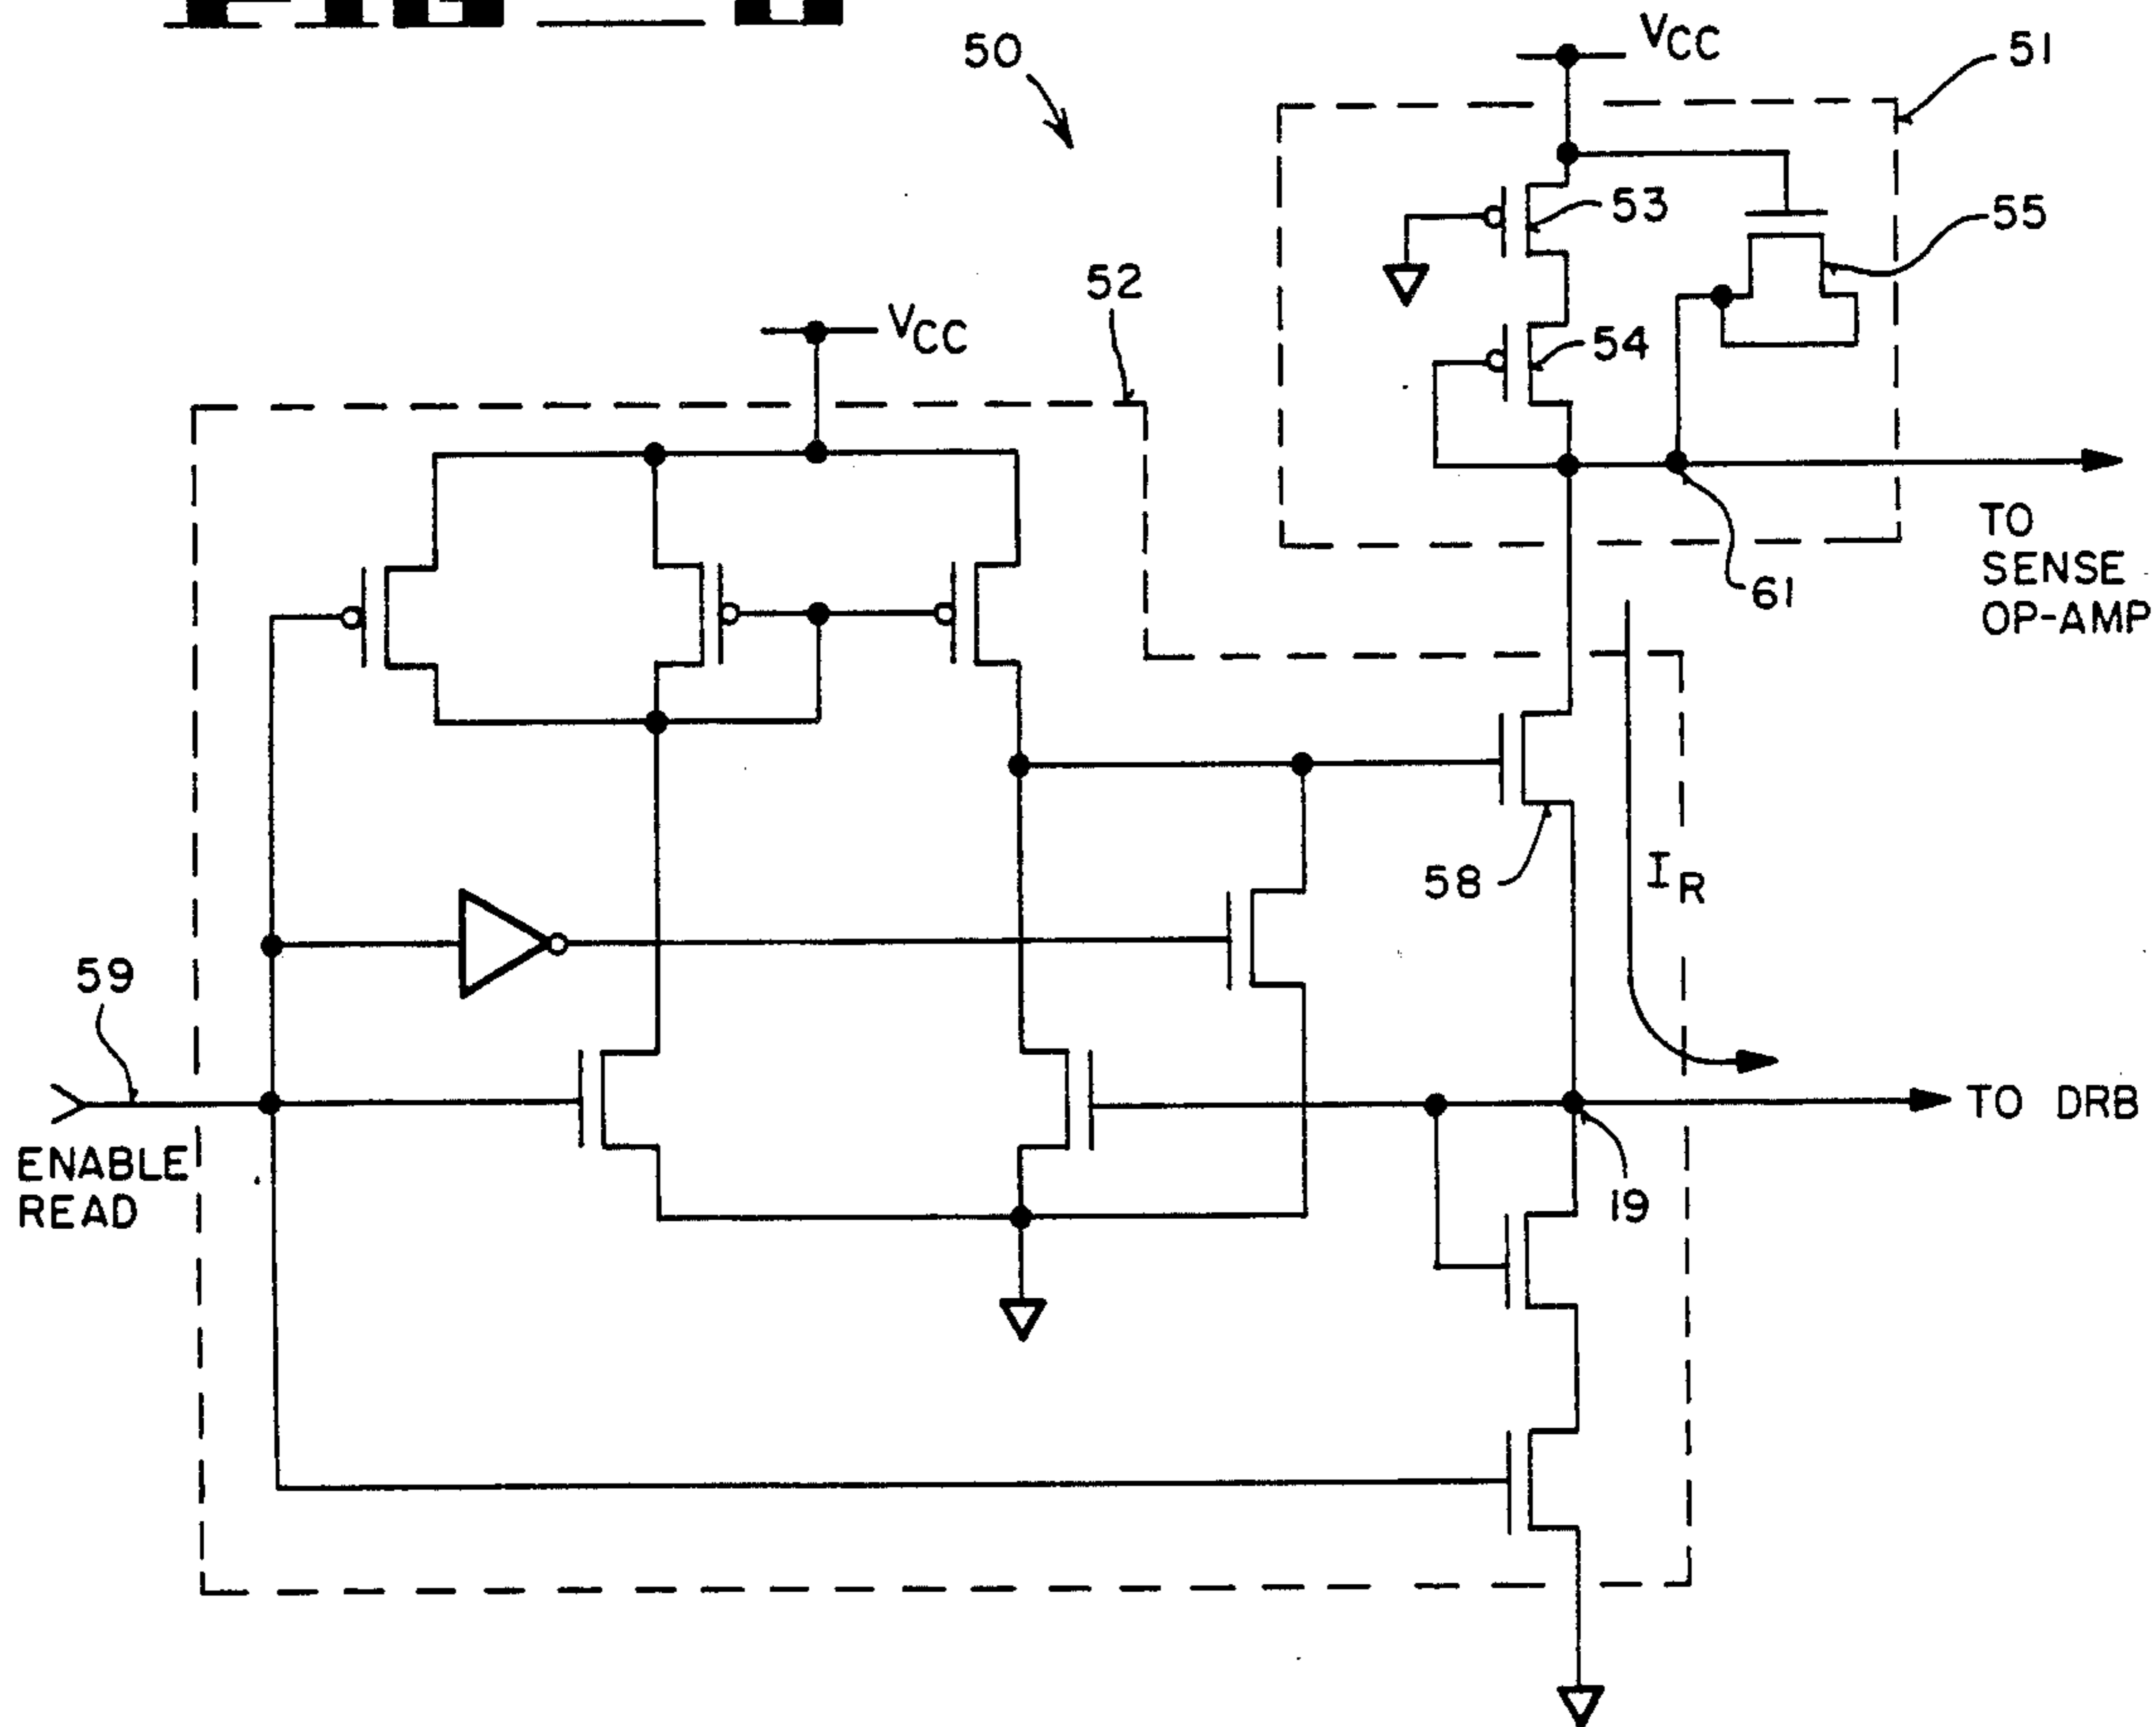 50
VCC
51
53
55
52
VCC
54
TO
SENSE
OP-AMP
61
58
IR
59
ENABLE
READ
TO DRB
19